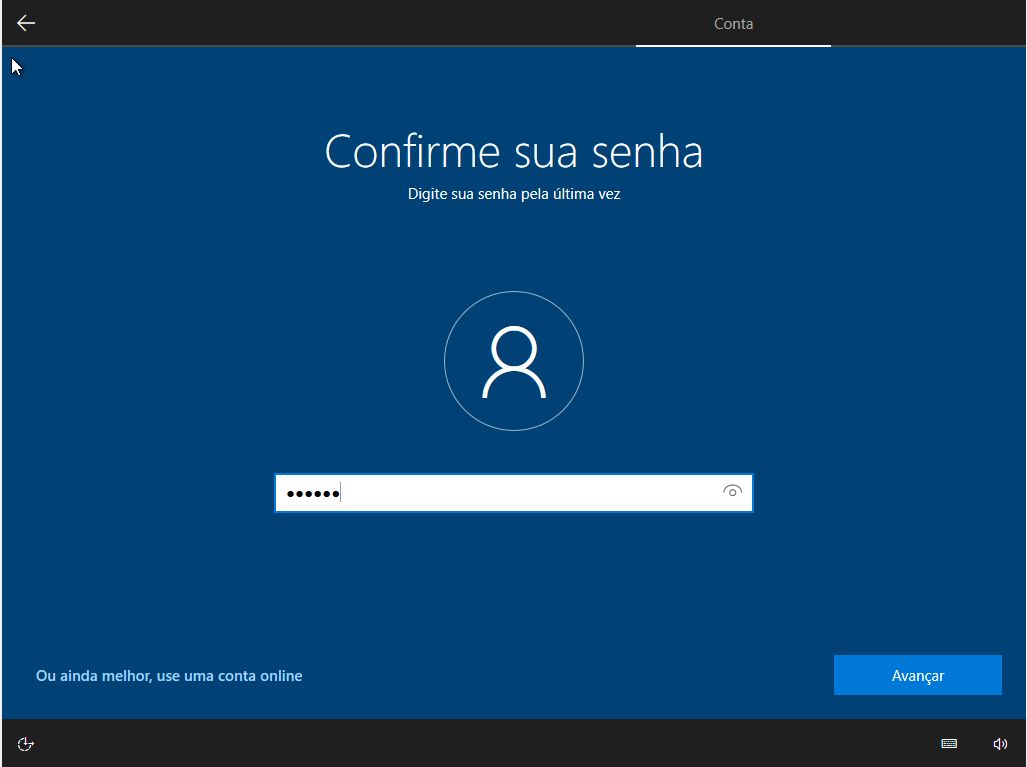 Conta
Confirme sua senha
Digite sua senha pela última vez
••••••
Ou ainda melhor, use uma conta online
Avançar